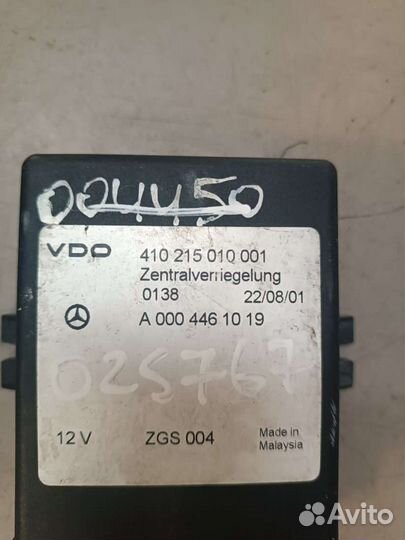 004450
VDO 410 215 010 001
Zentralverriegelung
0138 22/08/01
A 000 446 10 19
025767
12 V ZGS 004 Made in
Malaysia
Avito